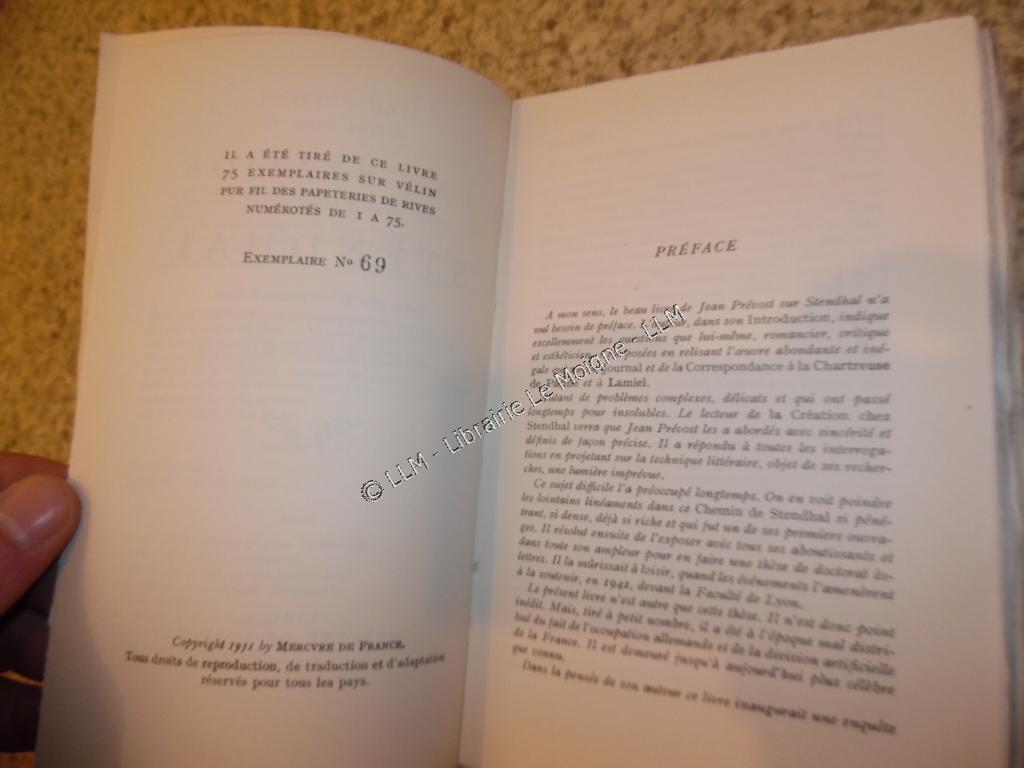 IL A ÉTÉ TIRÉ DE CE LIVRE
75 EXEMPLAIRES SUR VÉLIN
PUR FIL DES PAPETERIES DE RIVES
NUMÉROTÉS DE 1 A 75.
EXEMPLAIRE No 69
Copyright 1951 by MERCVRE DE FRANCE.
Tous droits de reproduction, de traduction et d'adaptation
réservés pour tous les pays.
PRÉFACE
A mon sens, le beau livre de Jean Prévost sur Stendhal n'a
nul besoin de préface. dans son Introduction, indique
excellemment les questions que lui-même, romancier, critique
et esthéticien posées en relisant l'œuvre abondante et iné-
gale Journal et de la Correspondance à la Chartreuse
de Parme et à Lamiel.
Autant de problèmes complexes, délicats et qui ont passé
longtemps pour insolubles. Le lecteur de la Création chez
Stendhal verra que Jean Prévost les a abordés avec sincérité et
définis de façon précise. Il a répondu à toutes les interroga-
tions en projetant sur la technique littéraire, objet de ses recher-
ches, une lumière imprévue.
Ce sujet difficile l'a préoccupé longtemps. On en voit poindre
les lointains linéaments dans ce Chemin de Stendhal si péné-
trant, si dense, déjà si riche et qui fut un de ses premiers ouvra-
ges. Il résolut ensuite de l'exposer avec tous ses aboutissants et
dans toute son ampleur pour en faire une thèse de doctorat ès-
lettres. Il la mûrissait à loisir, quand les événements l'amenèrent
à la soutenir, en 1942, devant la Faculté de Lyon.
Le présent livre n'est autre que cette thèse. Il n'est donc point
inédit. Mais, tiré à petit nombre, il a été à l'époque mal distri-
bué du fait de l'occupation allemande et de la division artificielle
de la France. Il est demeuré jusqu'à aujourd'hui plus célèbre
que connu.
Dans la pensée de son auteur ce livre inaugurait une enquête
© LLM - Librairie Le Moigne - LLM